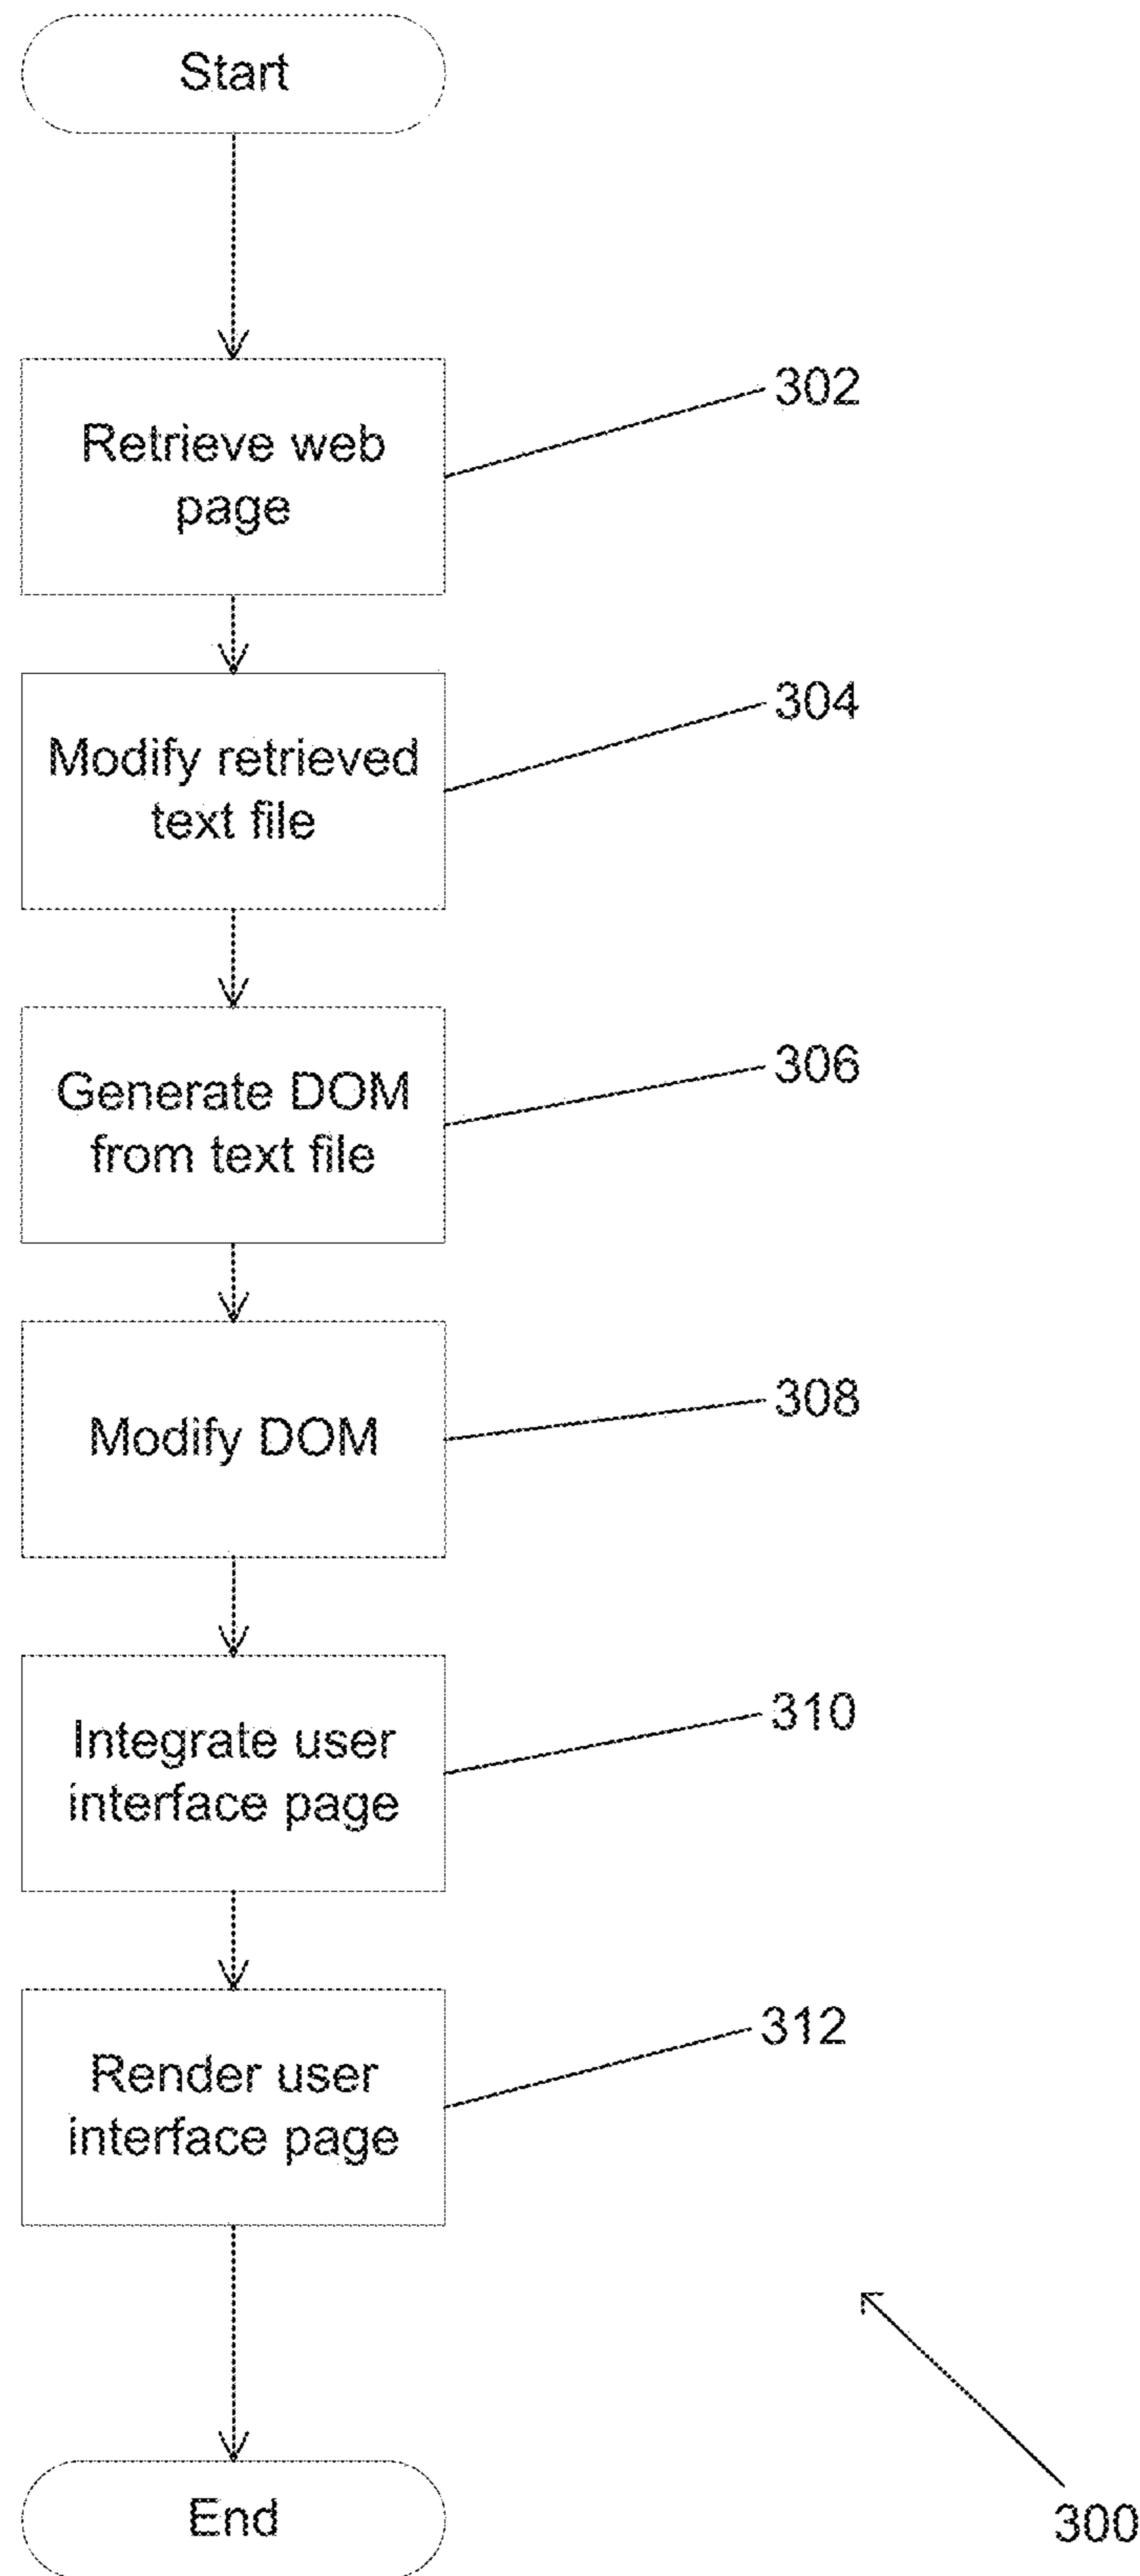 Start
Retrieve web
page
302
Modify retrieved
text file
304
Generate DOM
from text file
306
Modify DOM
308
Integrate user
interface page
310
Render user
interface page
312
End
300